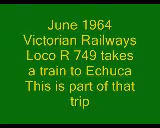 June 1964
Victorian Railways
Loco R 749 takes
a train to Echuca
This is part of that
trip